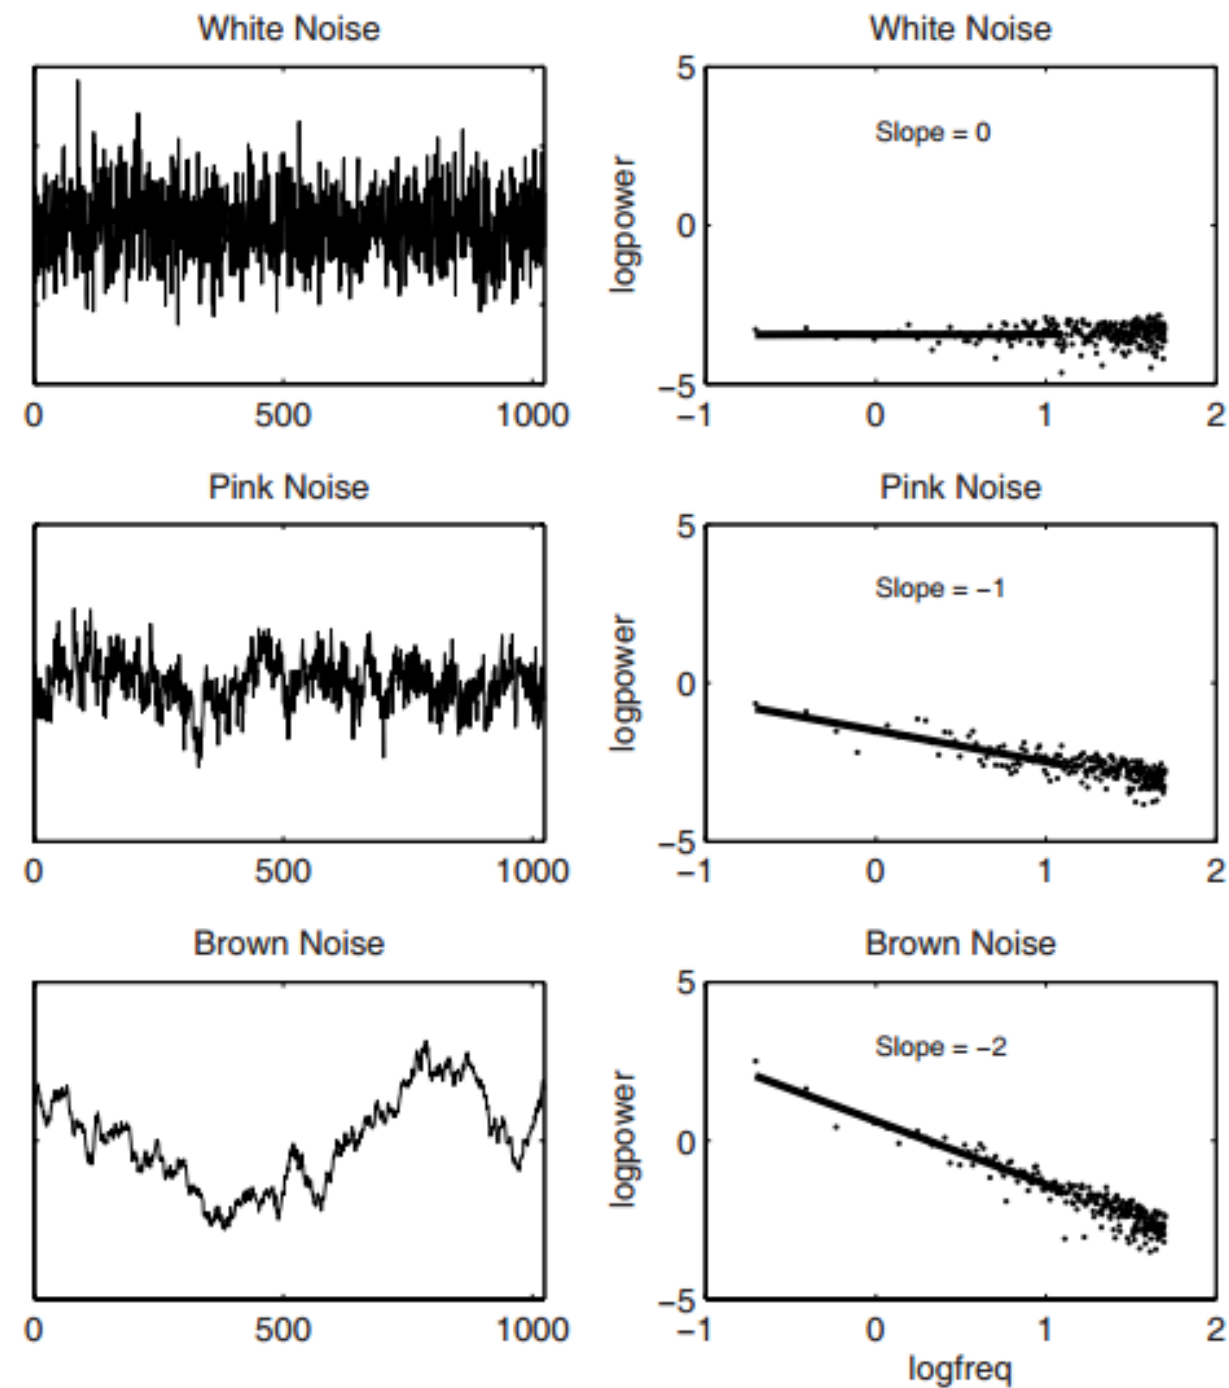 White Noise
White Noise
5
Slope = 0
logpower
0
−5
0
500
1000
−1
0
1
2
Pink Noise
Pink Noise
5
Slope = −1
logpower
0
−5
0
500
1000
−1
0
1
2
Brown Noise
Brown Noise
5
Slope = −2
logpower
0
−5
0
500
1000
−1
0
1
2
logfreq